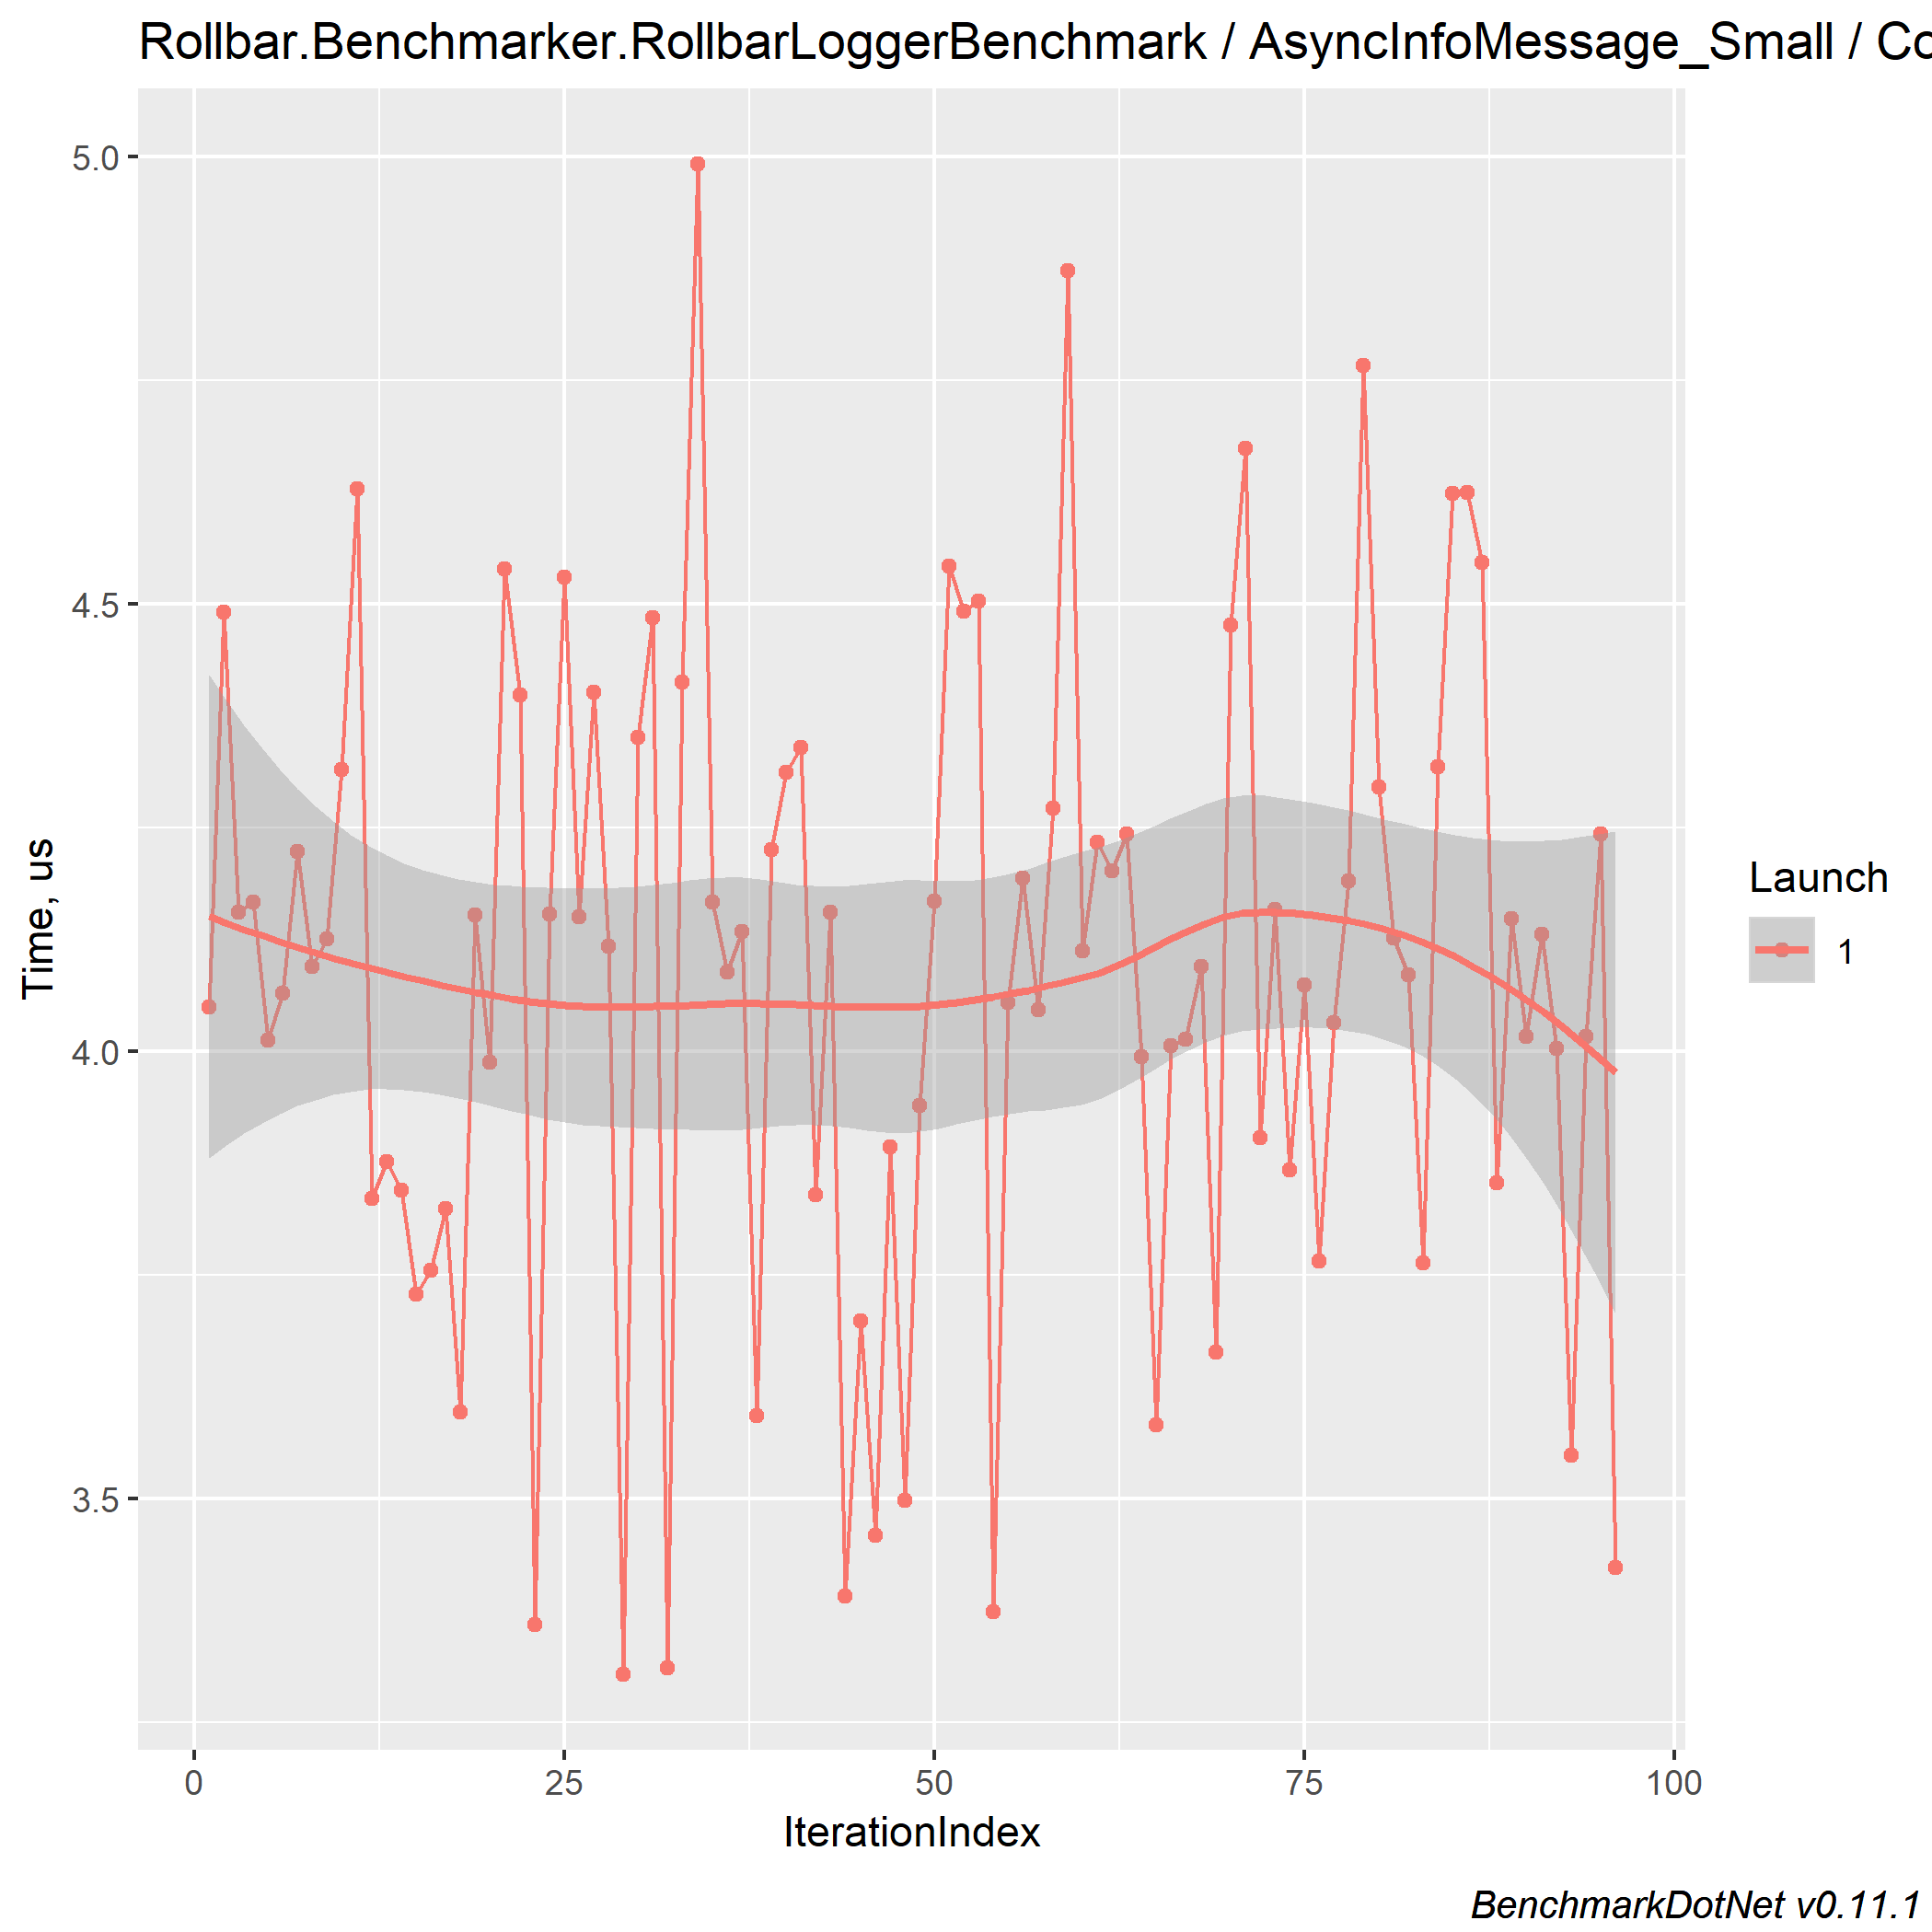 Rollbar.Benchmarker.RollbarLoggerBenchmark / AsyncInfoMessage_Small / Co
5.0
4.5
4.0
3.5
Time, us
0 25 50 75 100
IterationIndex
Launch
1
BenchmarkDotNet v0.11.1